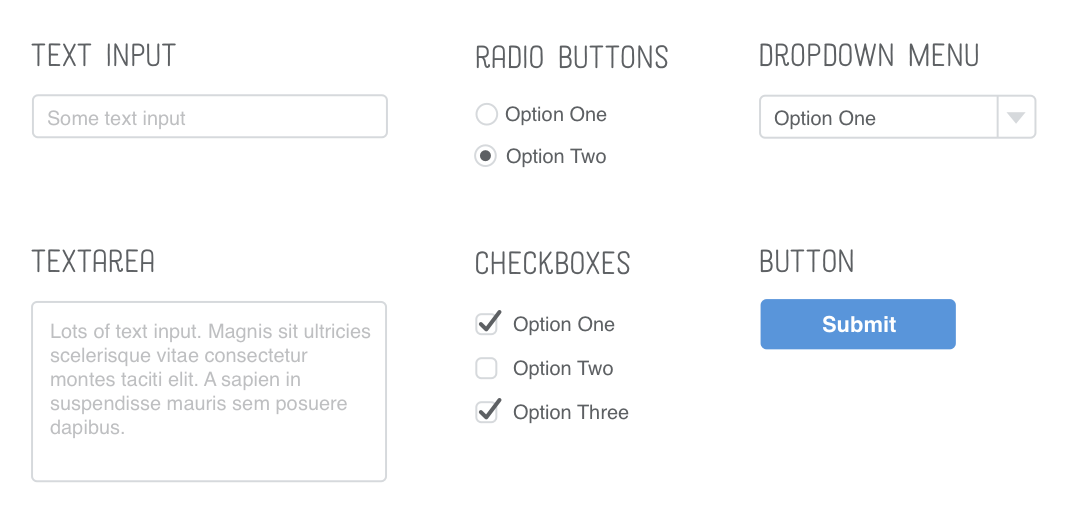 TEXT INPUT
Some text input
RADIO BUTTONS
Option One
Option Two
DROPDOWN MENU
Option One
TEXTAREA
Lots of text input. Magnis sit ultricies
scelerisque vitae consectetur
montes taciti elit. A sapien in
suspendisse mauris sem posuere
dapibus.
CHECKBOXES
Option One
Option Two
Option Three
BUTTON
Submit